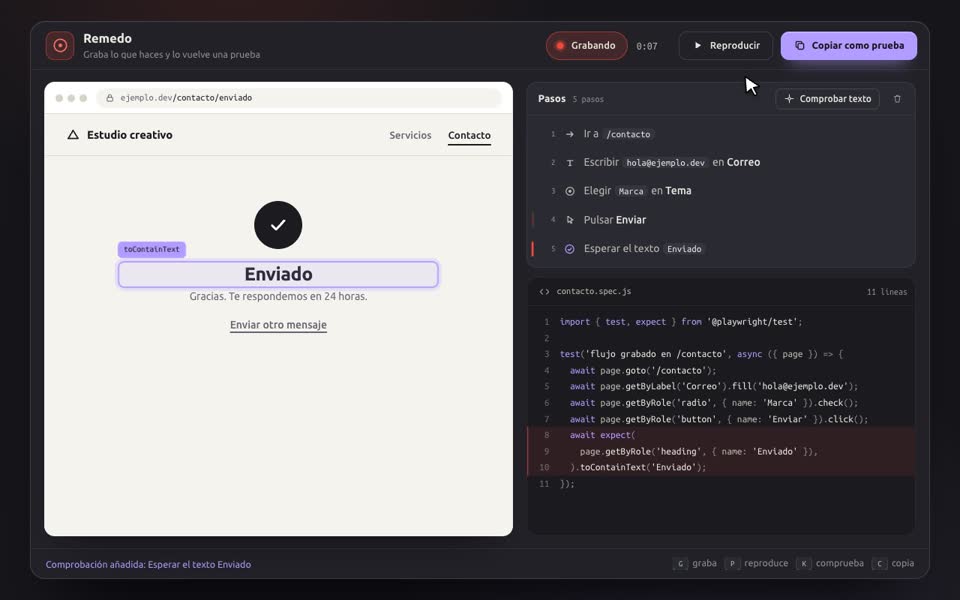 Remedo
Graba lo que haces y lo vuelve una prueba
Grabando
0:07
Reproducir
Copiar como prueba
ejemplo.dev/contacto/enviado
Estudio creativo
Servicios
Contacto
toContainText
Enviado
Gracias. Te respondemos en 24 horas.
Enviar otro mensaje
Pasos 5 pasos
Comprobar texto
1 Ir a /contacto
2 Escribir hola@ejemplo.dev en Correo
3 Elegir Marca en Tema
4 Pulsar Enviar
5 Esperar el texto Enviado
contacto.spec.js
11 líneas
1 import { test, expect } from '@playwright/test';
2
3 test('flujo grabado en /contacto', async ({ page }) => {
4 await page.goto('/contacto');
5 await page.getByLabel('Correo').fill('hola@ejemplo.dev');
6 await page.getByRole('radio', { name: 'Marca' }).check();
7 await page.getByRole('button', { name: 'Enviar' }).click();
8 await expect(
9 page.getByRole('heading', { name: 'Enviado' }),
10 ).toContainText('Enviado');
11 });
Comprobación añadida: Esperar el texto Enviado
G graba P reproduce K comprueba C copia